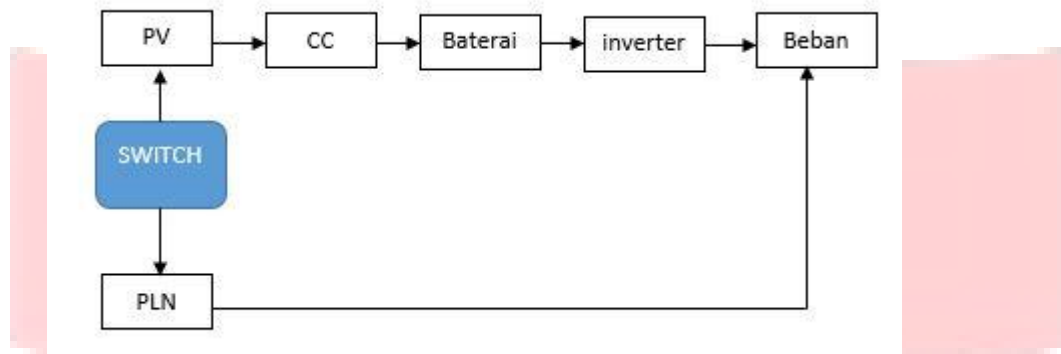 PV
CC
Baterai
inverter
Beban
SWITCH
PLN